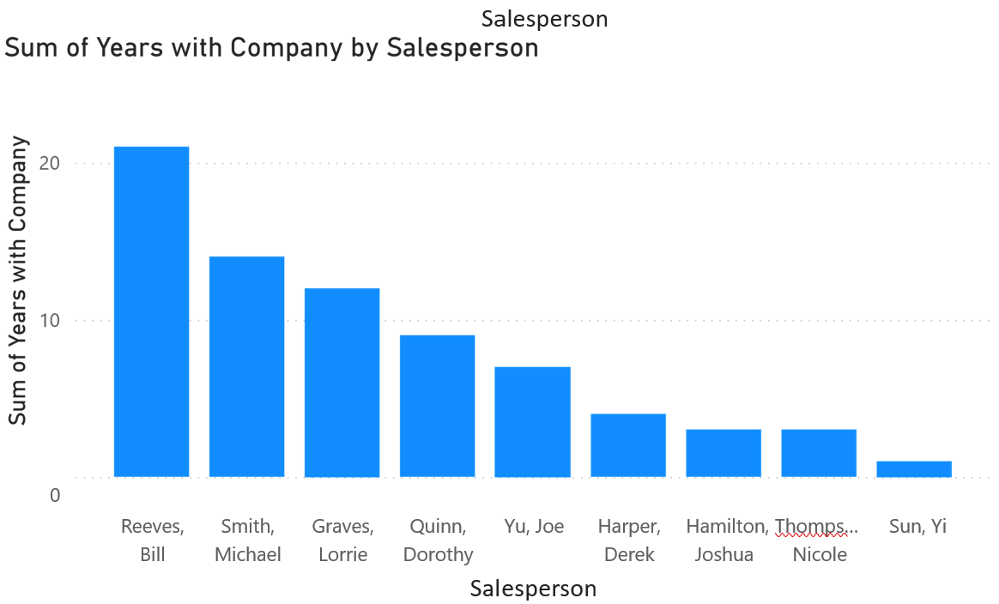 Salesperson
Sum of Years with Company by Salesperson
Sum of Years with Company
20
10
0
Reeves, Bill
Smith, Michael
Graves, Lorrie
Quinn, Dorothy
Yu, Joe
Harper, Derek
Hamilton, Joshua
Thomps... Nicole
Sun, Yi
Salesperson